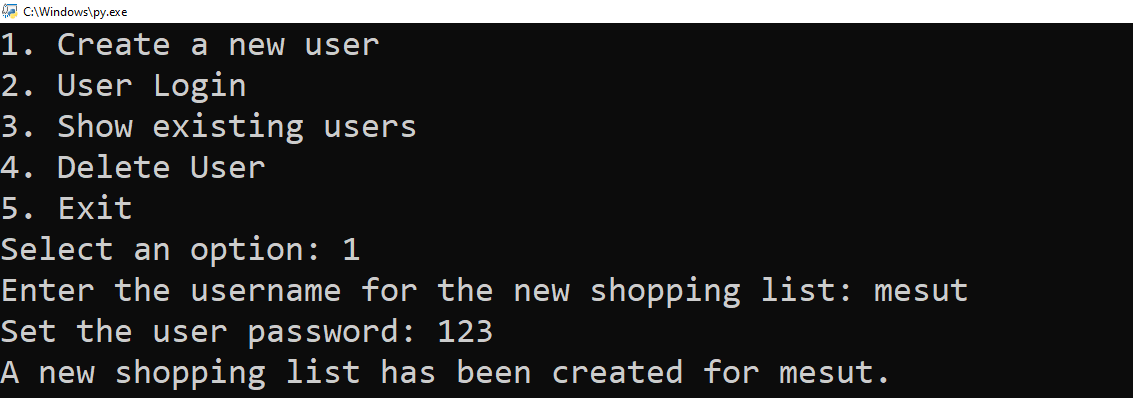 C:\Windows\py.exe
1. Create a new user
2. User Login
3. Show existing users
4. Delete User
5. Exit
Select an option: 1
Enter the username for the new shopping list: mesut
Set the user password: 123
A new shopping list has been created for mesut.